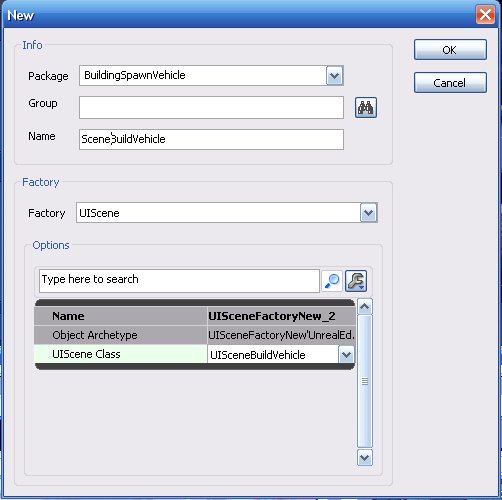 New
Info
OK
Package
BuildingSpawnVehicle
Cancel
Group
Name
SceneBuildVehicle
Factory
Factory
UIScene
Options
Type here to search
Name
UISceneFactoryNew_2
Object Archetype
UISceneFactoryNew'UnrealEd.
UIScene Class
UISceneBuildVehicle